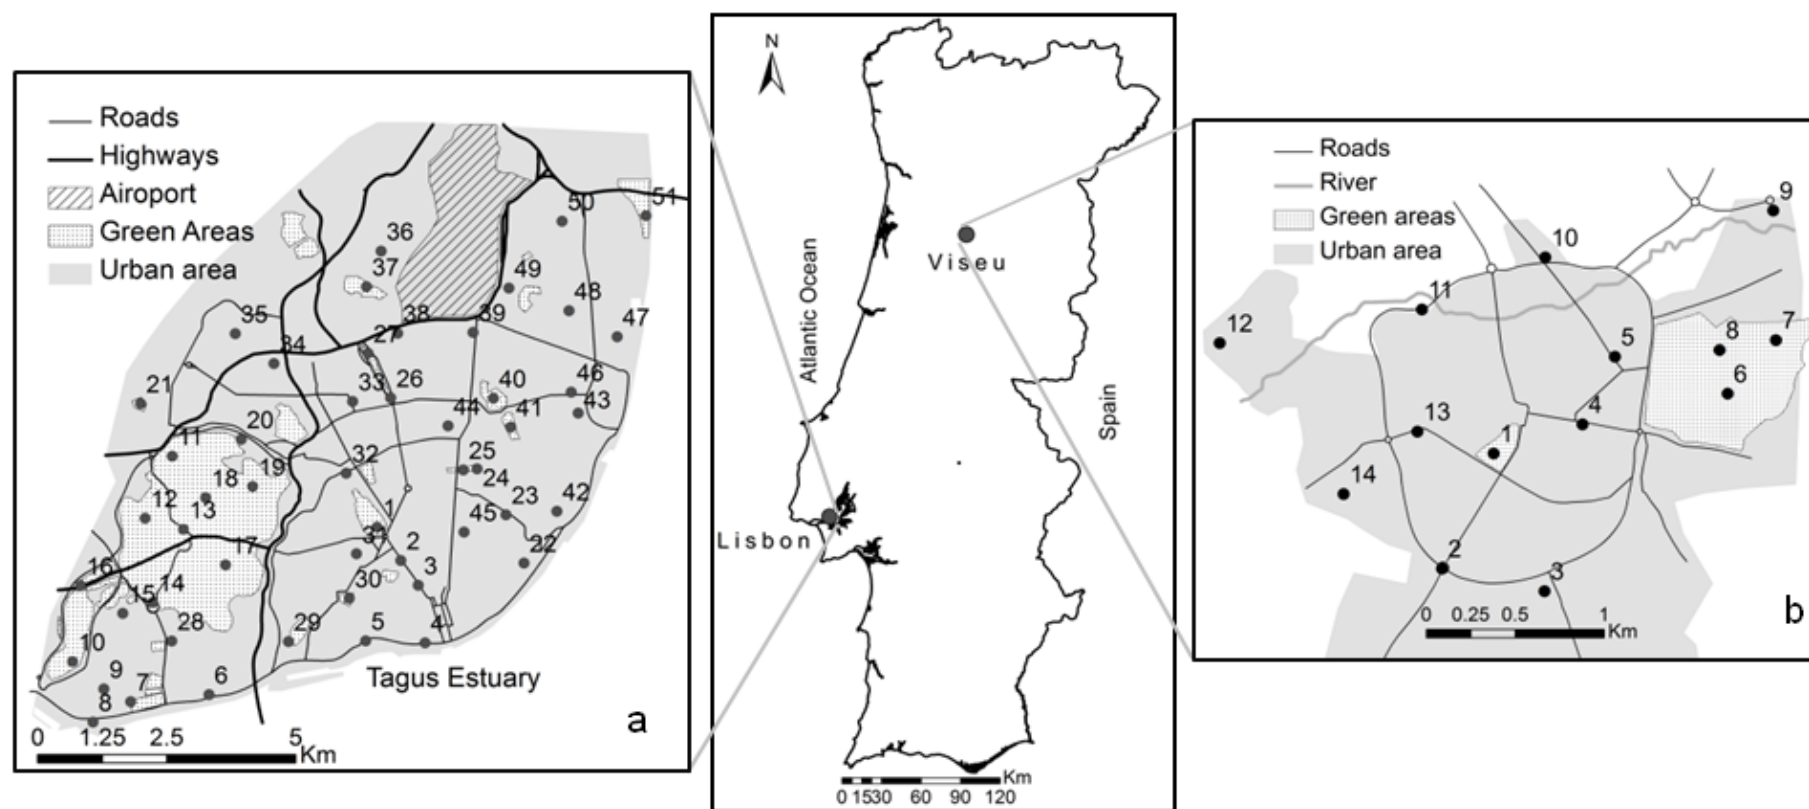 Roads
Highways
Airoport
Green Areas
Urban area
50
51
36
37
49
48
38
39
47
35
27
34
46
21
33
26
40
43
44
41
20
11
25
32
19
18
24
12
1
23
42
13
45
31
2
22
17
16
3
30
15
14
28
29
5
4
10
9
7
6
8
Tagus Estuary
0 1.25 2.5 5
Km
a
N
Atlantic Ocean
Viseu
Spain
Lisbon
Km
0 15 30 60 90 120
Roads
River
Green areas
Urban area
9
10
11
12
5
8
7
6
13
4
1
14
2
3
0 0.25 0.5 1
Km
b